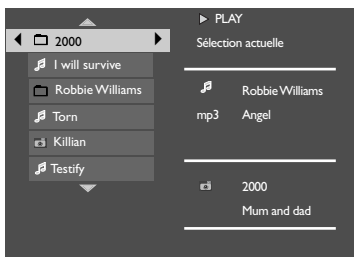 2000
I will survive
Robbie Williams
Torn
Killian
Testify
PLAY
Sélection actuelle
Robbie Williams
mp3 Angel
2000
Mum and dad